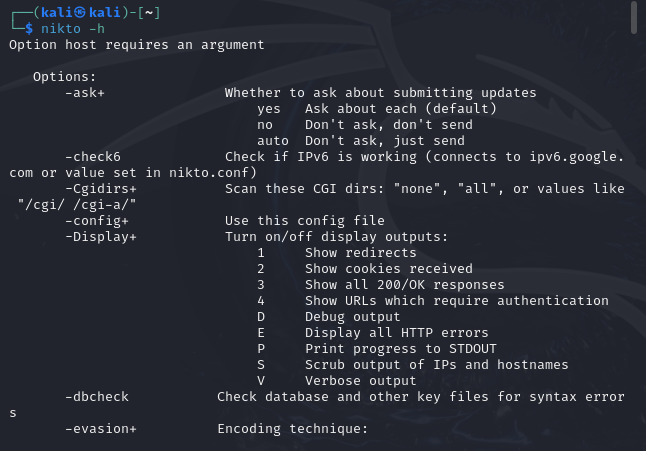 ┌──(kali㉿kali)-[~]
└─$ nikto -h
Option host requires an argument
Options:
-ask+ Whether to ask about submitting updates
yes Ask about each (default)
no Don't ask, don't send
auto Don't ask, just send
-check6 Check if IPv6 is working (connects to ipv6.google.
com or value set in nikto.conf)
-Cgidirs+ Scan these CGI dirs: "none", "all", or values like
"/cgi/ /cgi-a/"
-config+ Use this config file
-Display+ Turn on/off display outputs:
1 Show redirects
2 Show cookies received
3 Show all 200/OK responses
4 Show URLs which require authentication
D Debug output
E Display all HTTP errors
P Print progress to STDOUT
S Scrub output of IPs and hostnames
V Verbose output
-dbcheck Check database and other key files for syntax error
s
-evasion+ Encoding technique: